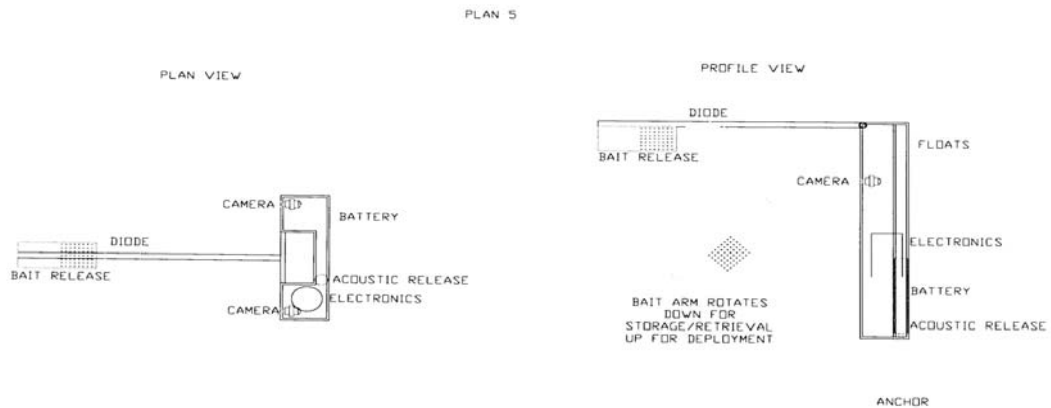 PLAN 5
PLAN VIEW
PROFILE VIEW
DIODE
BAIT RELEASE
FLOATS
CAMERA
CAMERA
BATTERY
DIODE
BAIT RELEASE
ACOUSTIC RELEASE
ELECTRONICS
CAMERA
ELECTRONICS
BATTERY
ACOUSTIC RELEASE
BAIT ARM ROTATES
DOWN FOR
STORAGE/RETRIEVAL
UP FOR DEPLOYMENT
ANCHOR